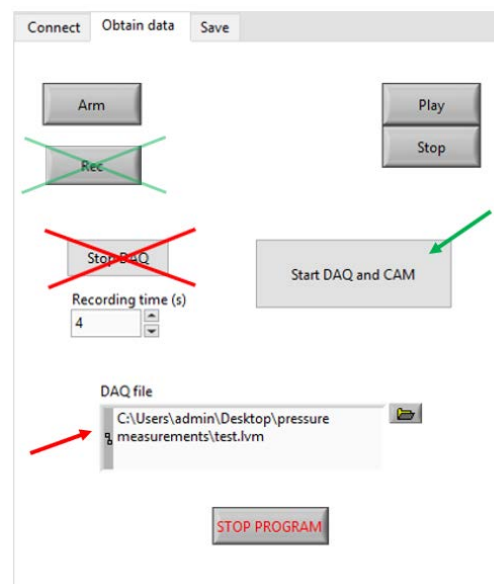 Connect Obtain data Save
Arm
Play
Rec
Stop
Stop DAQ
Start DAQ and CAM
Recording time (s)
4
DAQ file
C:\Users\admin\Desktop\pressure
measurements\test.lvm
STOP PROGRAM